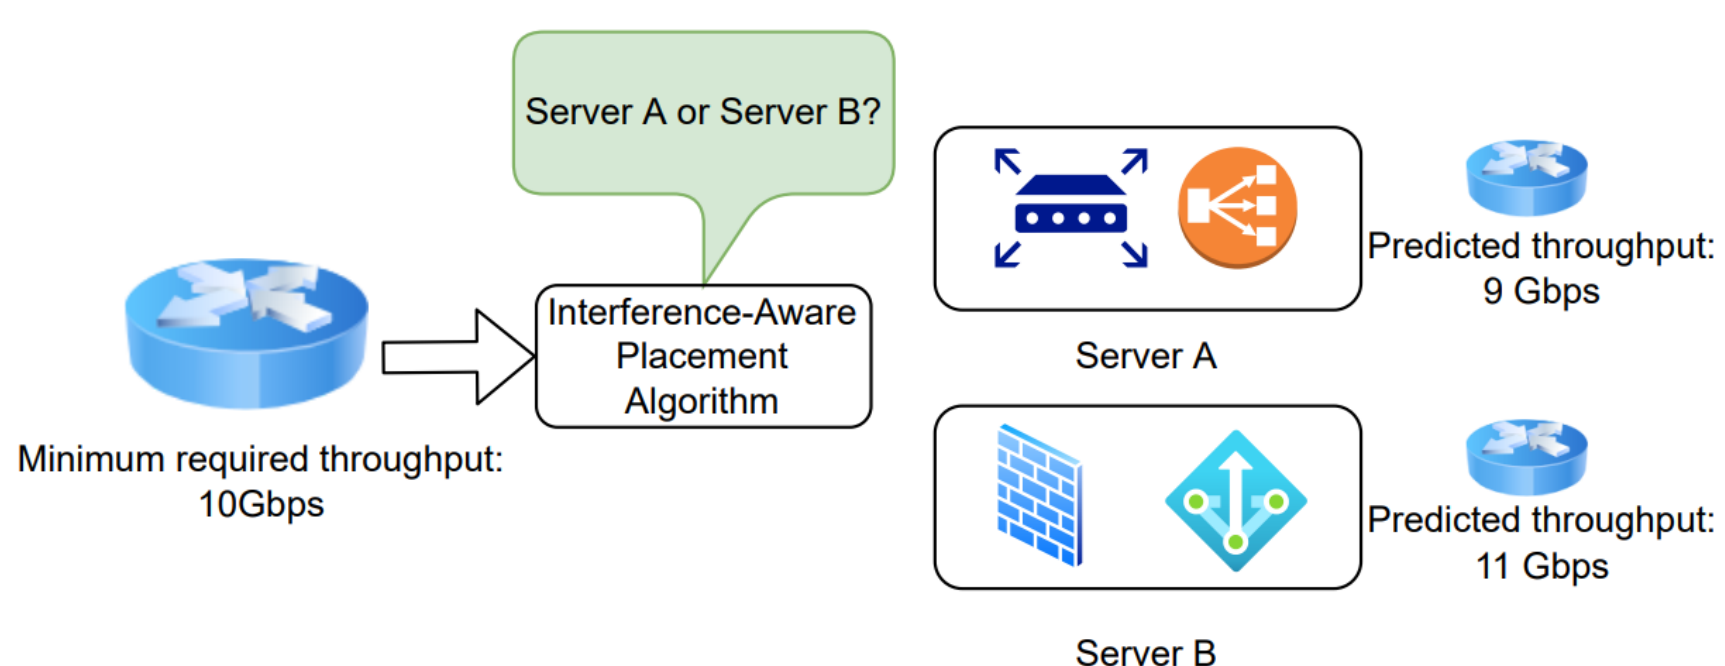 Server A or Server B?
Interference-Aware
Placement
Algorithm
Minimum required throughput:
10Gbps
Predicted throughput:
9 Gbps
Server A
Predicted throughput:
11 Gbps
Server B